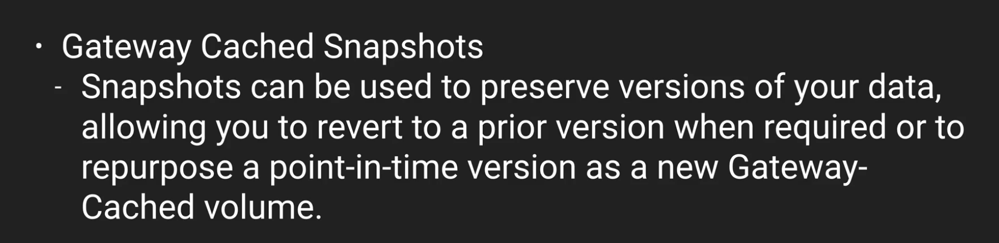 • Gateway Cached Snapshots
- Snapshots can be used to preserve versions of your data,
allowing you to revert to a prior version when required or to
repurpose a point-in-time version as a new Gateway-
Cached volume.